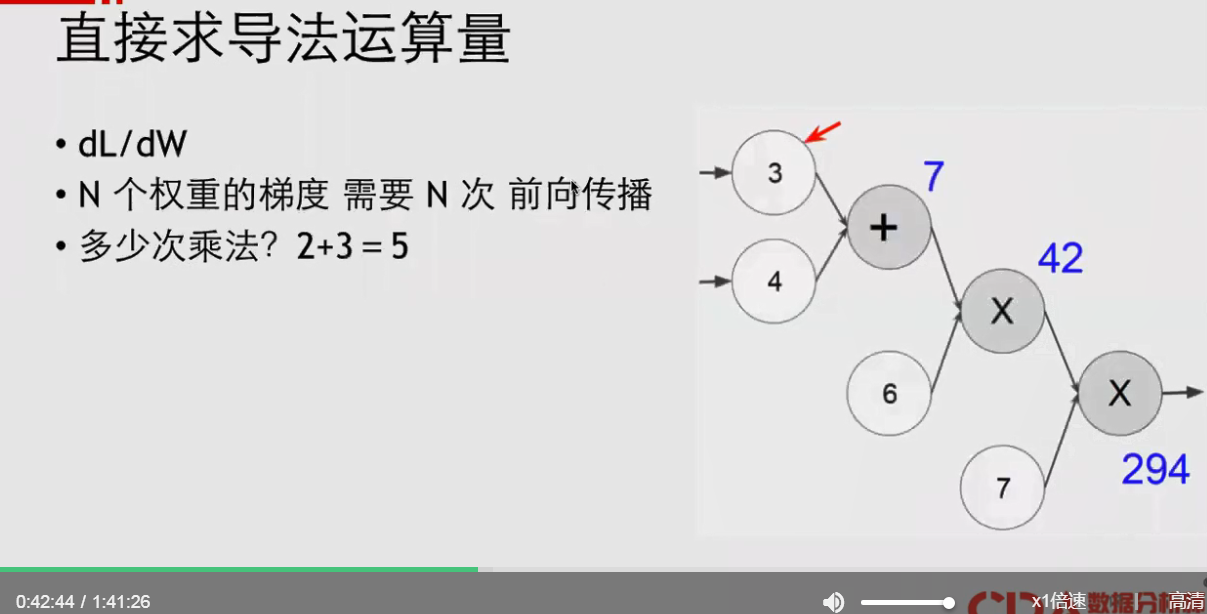 直接求导法运算量
• dL/dW
• N 个权重的梯度 需要 N 次 前向传播
• 多少次乘法？2+3 = 5
3
7
+
4
42
X
6
X
294
7
0:42:44 / 1:41:26
x1倍速
高清
数据分析